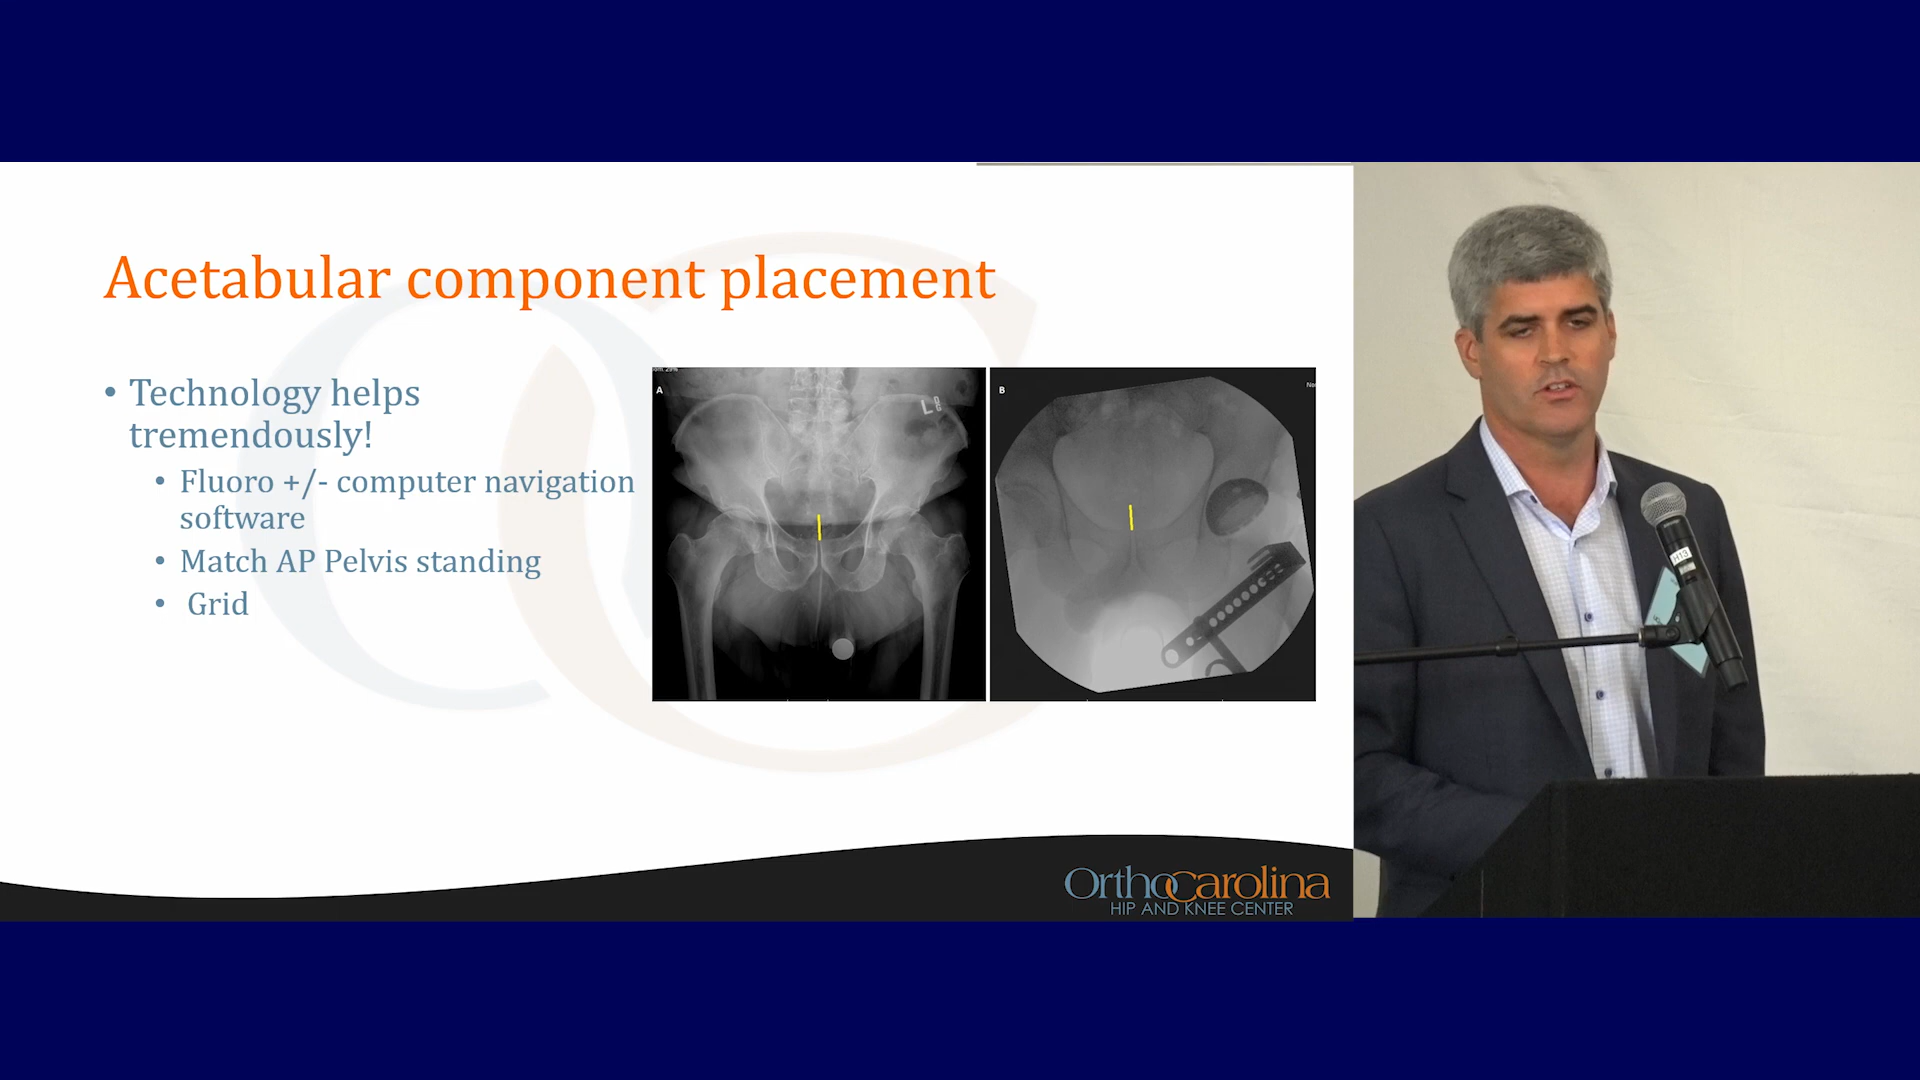 Acetabular component placement
• Technology helps
tremendously!
• Fluoro +/- computer navigation
software
• Match AP Pelvis standing
• Grid
A
L
B
H13
OrthoCarolina
HIP AND KNEE CENTER